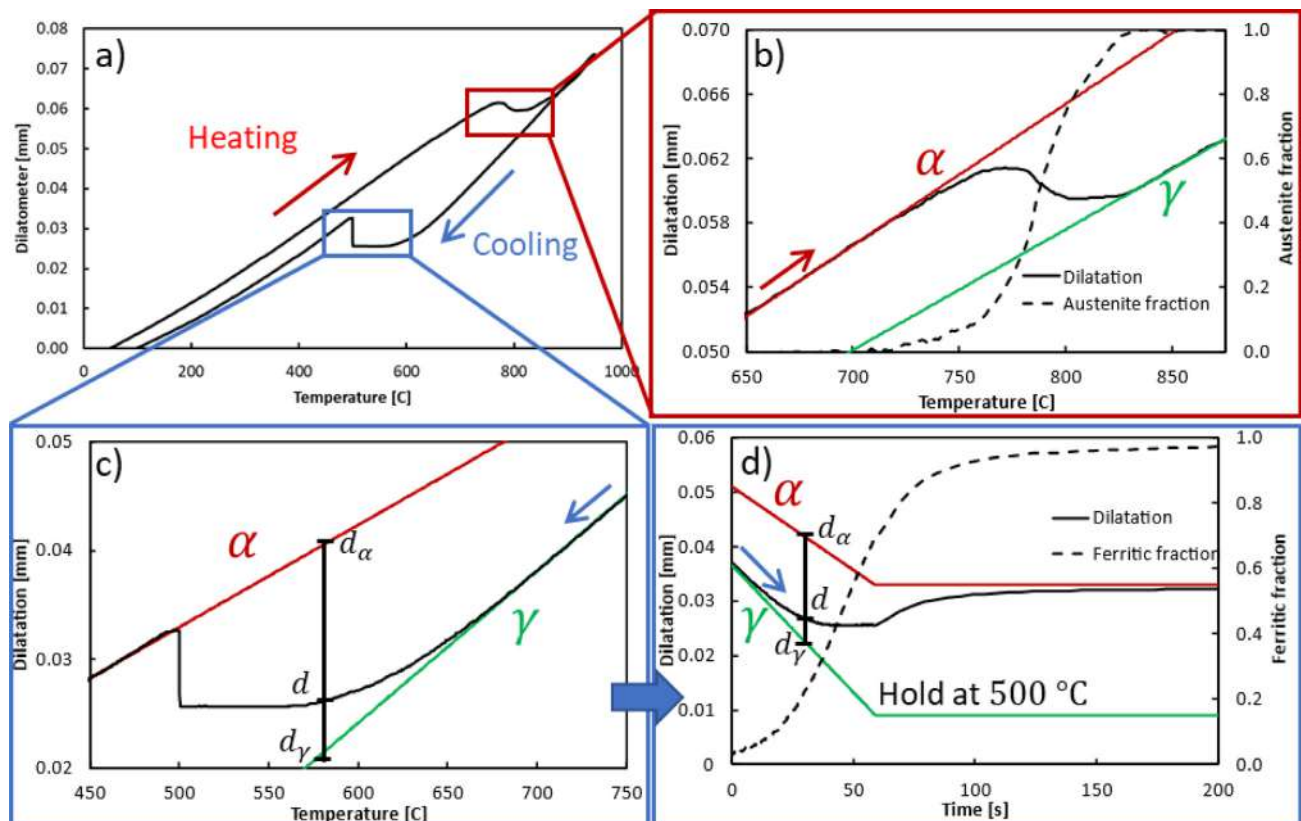 a)
0.08
0.07
0.06
0.05
0.04
0.03
0.02
0.01
0.00
Dilatometer [mm]
Heating
Cooling
0 200 400 600 800 1000
Temperature [C]
b)
0.070
0.066
0.062
0.058
0.054
0.050
Dilatation [mm]
α
γ
Dilatation
Austenite fraction
1.0
0.8
0.6
0.4
0.2
0.0
Austenite fraction
650 700 750 800 850
Temperature [C]
c)
0.05
0.04
0.03
0.02
Dilatation [mm]
α
dα
d
dγ
γ
450 500 550 600 650 700 750
Temperature [C]
d)
0.06
0.05
0.04
0.03
0.02
0.01
0
Dilatation [mm]
α
dα
d
dγ
γ
Dilatation
Ferritic fraction
Hold at 500 °C
1.0
0.8
0.6
0.4
0.2
0.0
Ferritic fraction
0 50 100 150 200
Time [s]